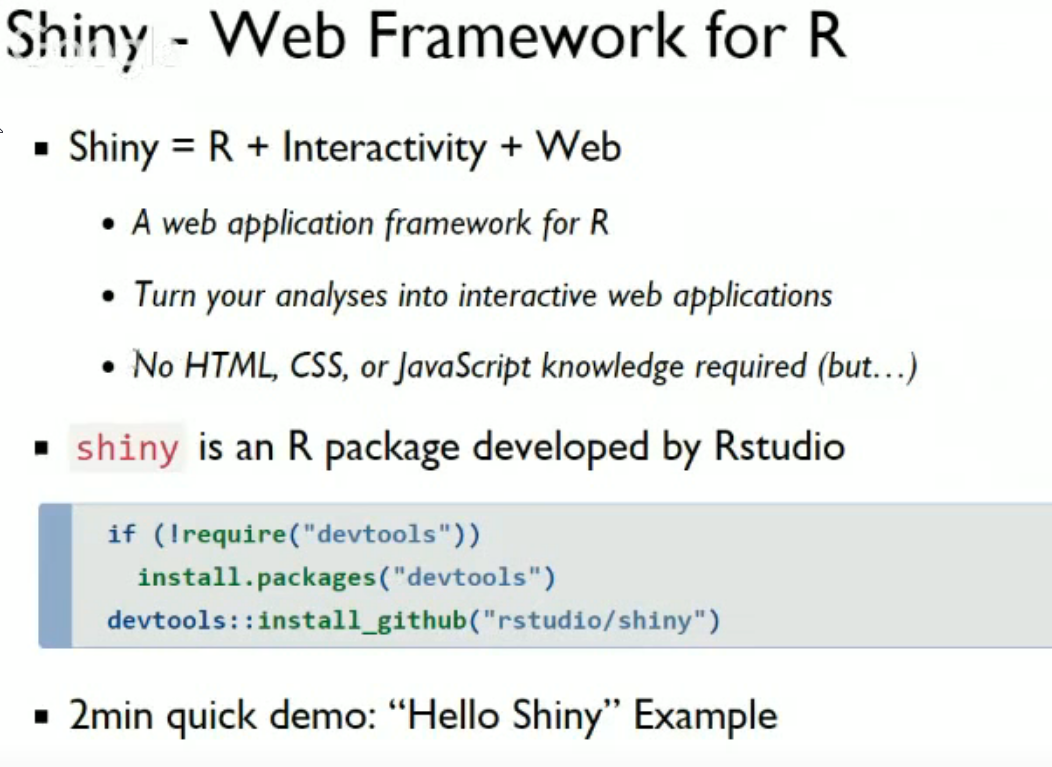 Shiny - Web Framework for R
Google
▪ Shiny = R + Interactivity + Web
• A web application framework for R
• Turn your analyses into interactive web applications
• No HTML, CSS, or JavaScript knowledge required (but…)
▪ shiny is an R package developed by Rstudio
if (!require("devtools"))
  install.packages("devtools")
devtools::install_github("rstudio/shiny")
▪ 2min quick demo: “Hello Shiny” Example